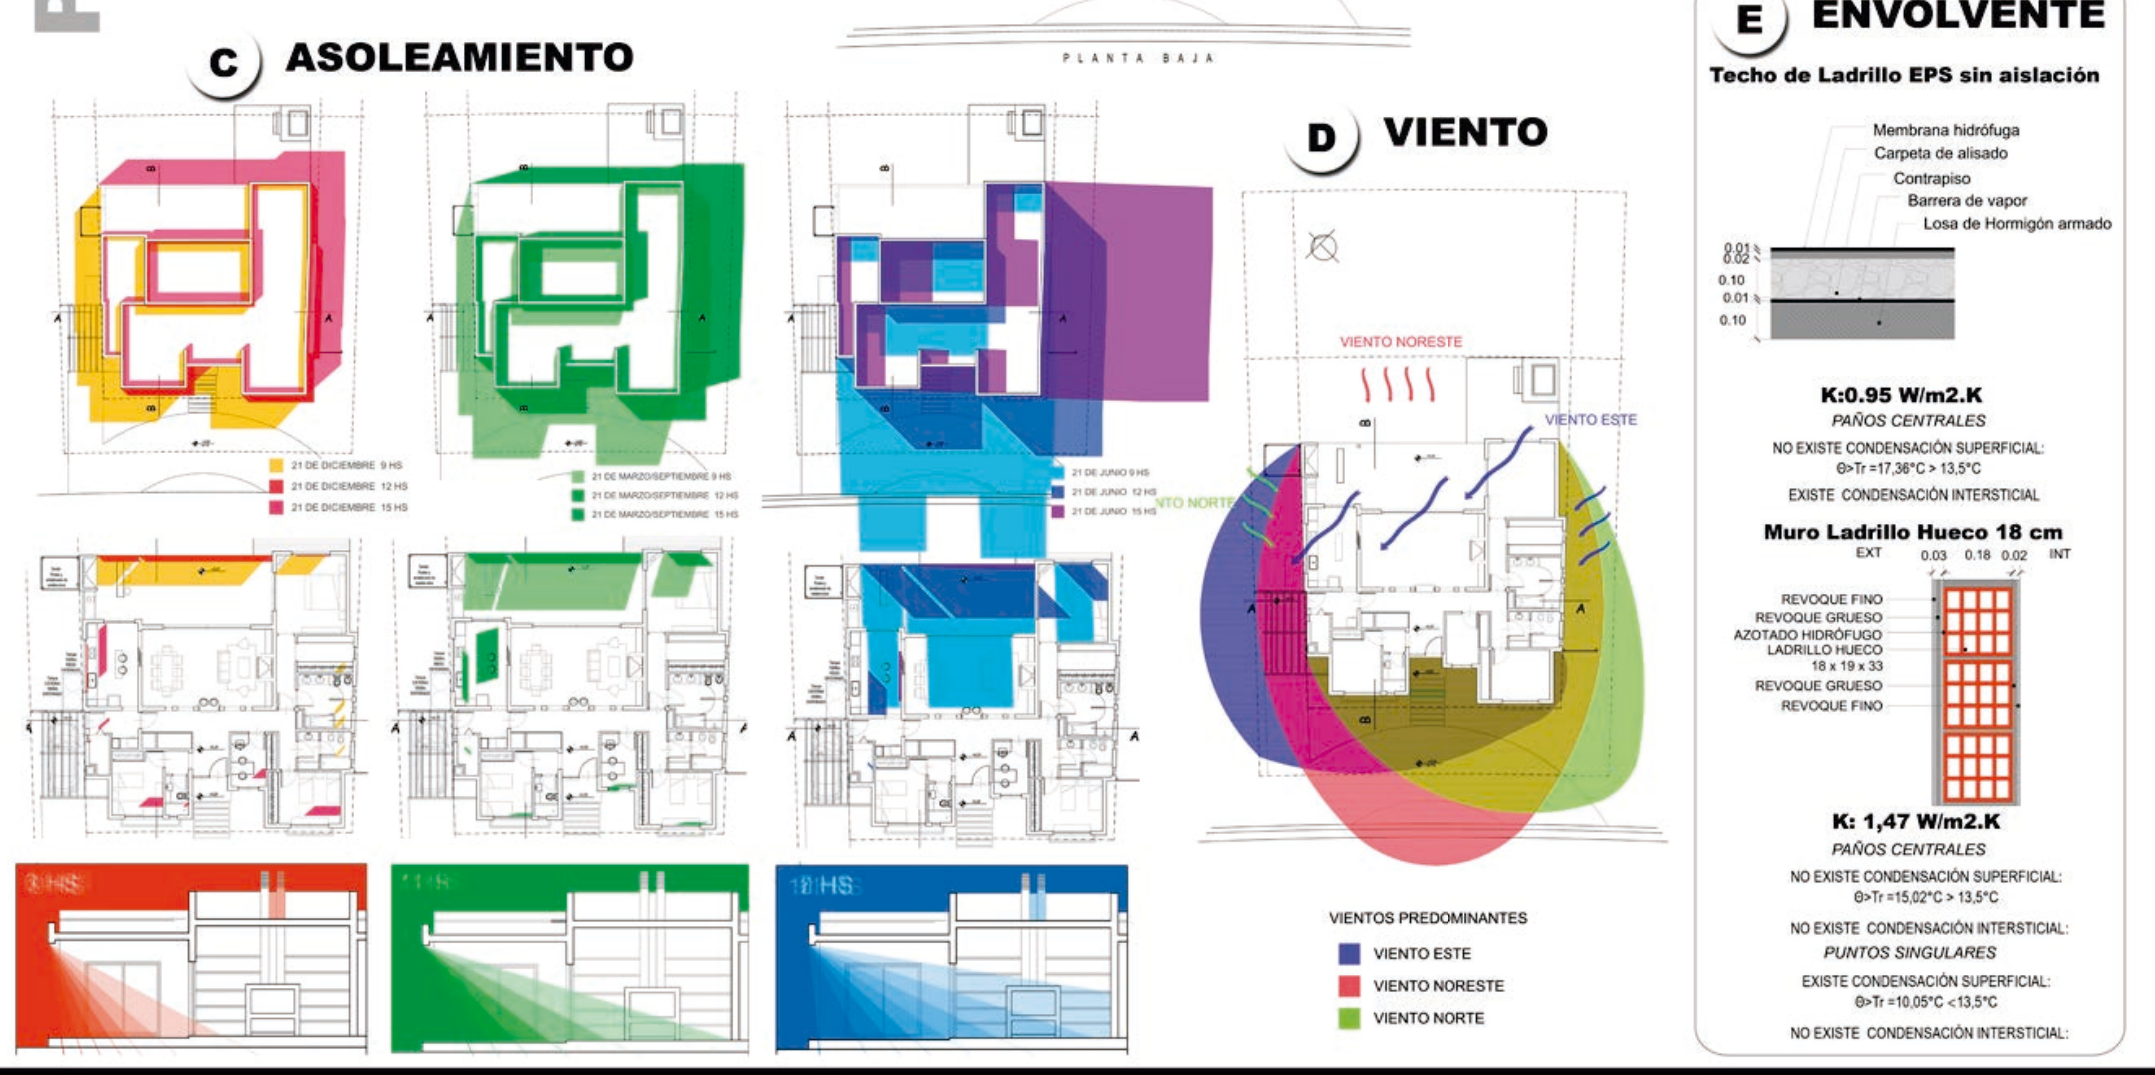 C ASOLEAMIENTO
PLANTA BAJA
B
A
A
B
B
A
A
B
B
A
A
B
21 DE DICIEMBRE 9 HS
21 DE DICIEMBRE 12 HS
21 DE DICIEMBRE 15 HS
21 DE MARZO/SEPTIEMBRE 9 HS
21 DE MARZO/SEPTIEMBRE 12 HS
21 DE MARZO/SEPTIEMBRE 15 HS
21 DE JUNIO 9 HS
21 DE JUNIO 12 HS
21 DE JUNIO 15 HS
A
A
A
A
A
A
HS
HS
D VIENTO
VIENTO NORESTE
VIENTO ESTE
NTO NORTE
B
A
A
B
VIENTOS PREDOMINANTES
VIENTO ESTE
VIENTO NORESTE
VIENTO NORTE
E ENVOLVENTE
Techo de Ladrillo EPS sin aislación
Membrana hidrófuga
Carpeta de alisado
Contrapiso
Barrera de vapor
Losa de Hormigón armado
0.01
0.02
0.10
0.01
0.10
K:0.95 W/m2.K
PAÑOS CENTRALES
NO EXISTE CONDENSACIÓN SUPERFICIAL:
Θ>Tr =17,36°C > 13,5°C
EXISTE CONDENSACIÓN INTERSTICIAL
Muro Ladrillo Hueco 18 cm
EXT 0.03 0.18 0.02 INT
REVOQUE FINO
REVOQUE GRUESO
AZOTADO HIDRÓFUGO
LADRILLO HUECO
18 x 19 x 33
REVOQUE GRUESO
REVOQUE FINO
K: 1,47 W/m2.K
PAÑOS CENTRALES
NO EXISTE CONDENSACIÓN SUPERFICIAL:
Θ>Tr =15,02°C > 13,5°C
NO EXISTE CONDENSACIÓN INTERSTICIAL:
PUNTOS SINGULARES
EXISTE CONDENSACIÓN SUPERFICIAL:
Θ>Tr =10,05°C <13,5°C
NO EXISTE CONDENSACIÓN INTERSTICIAL: